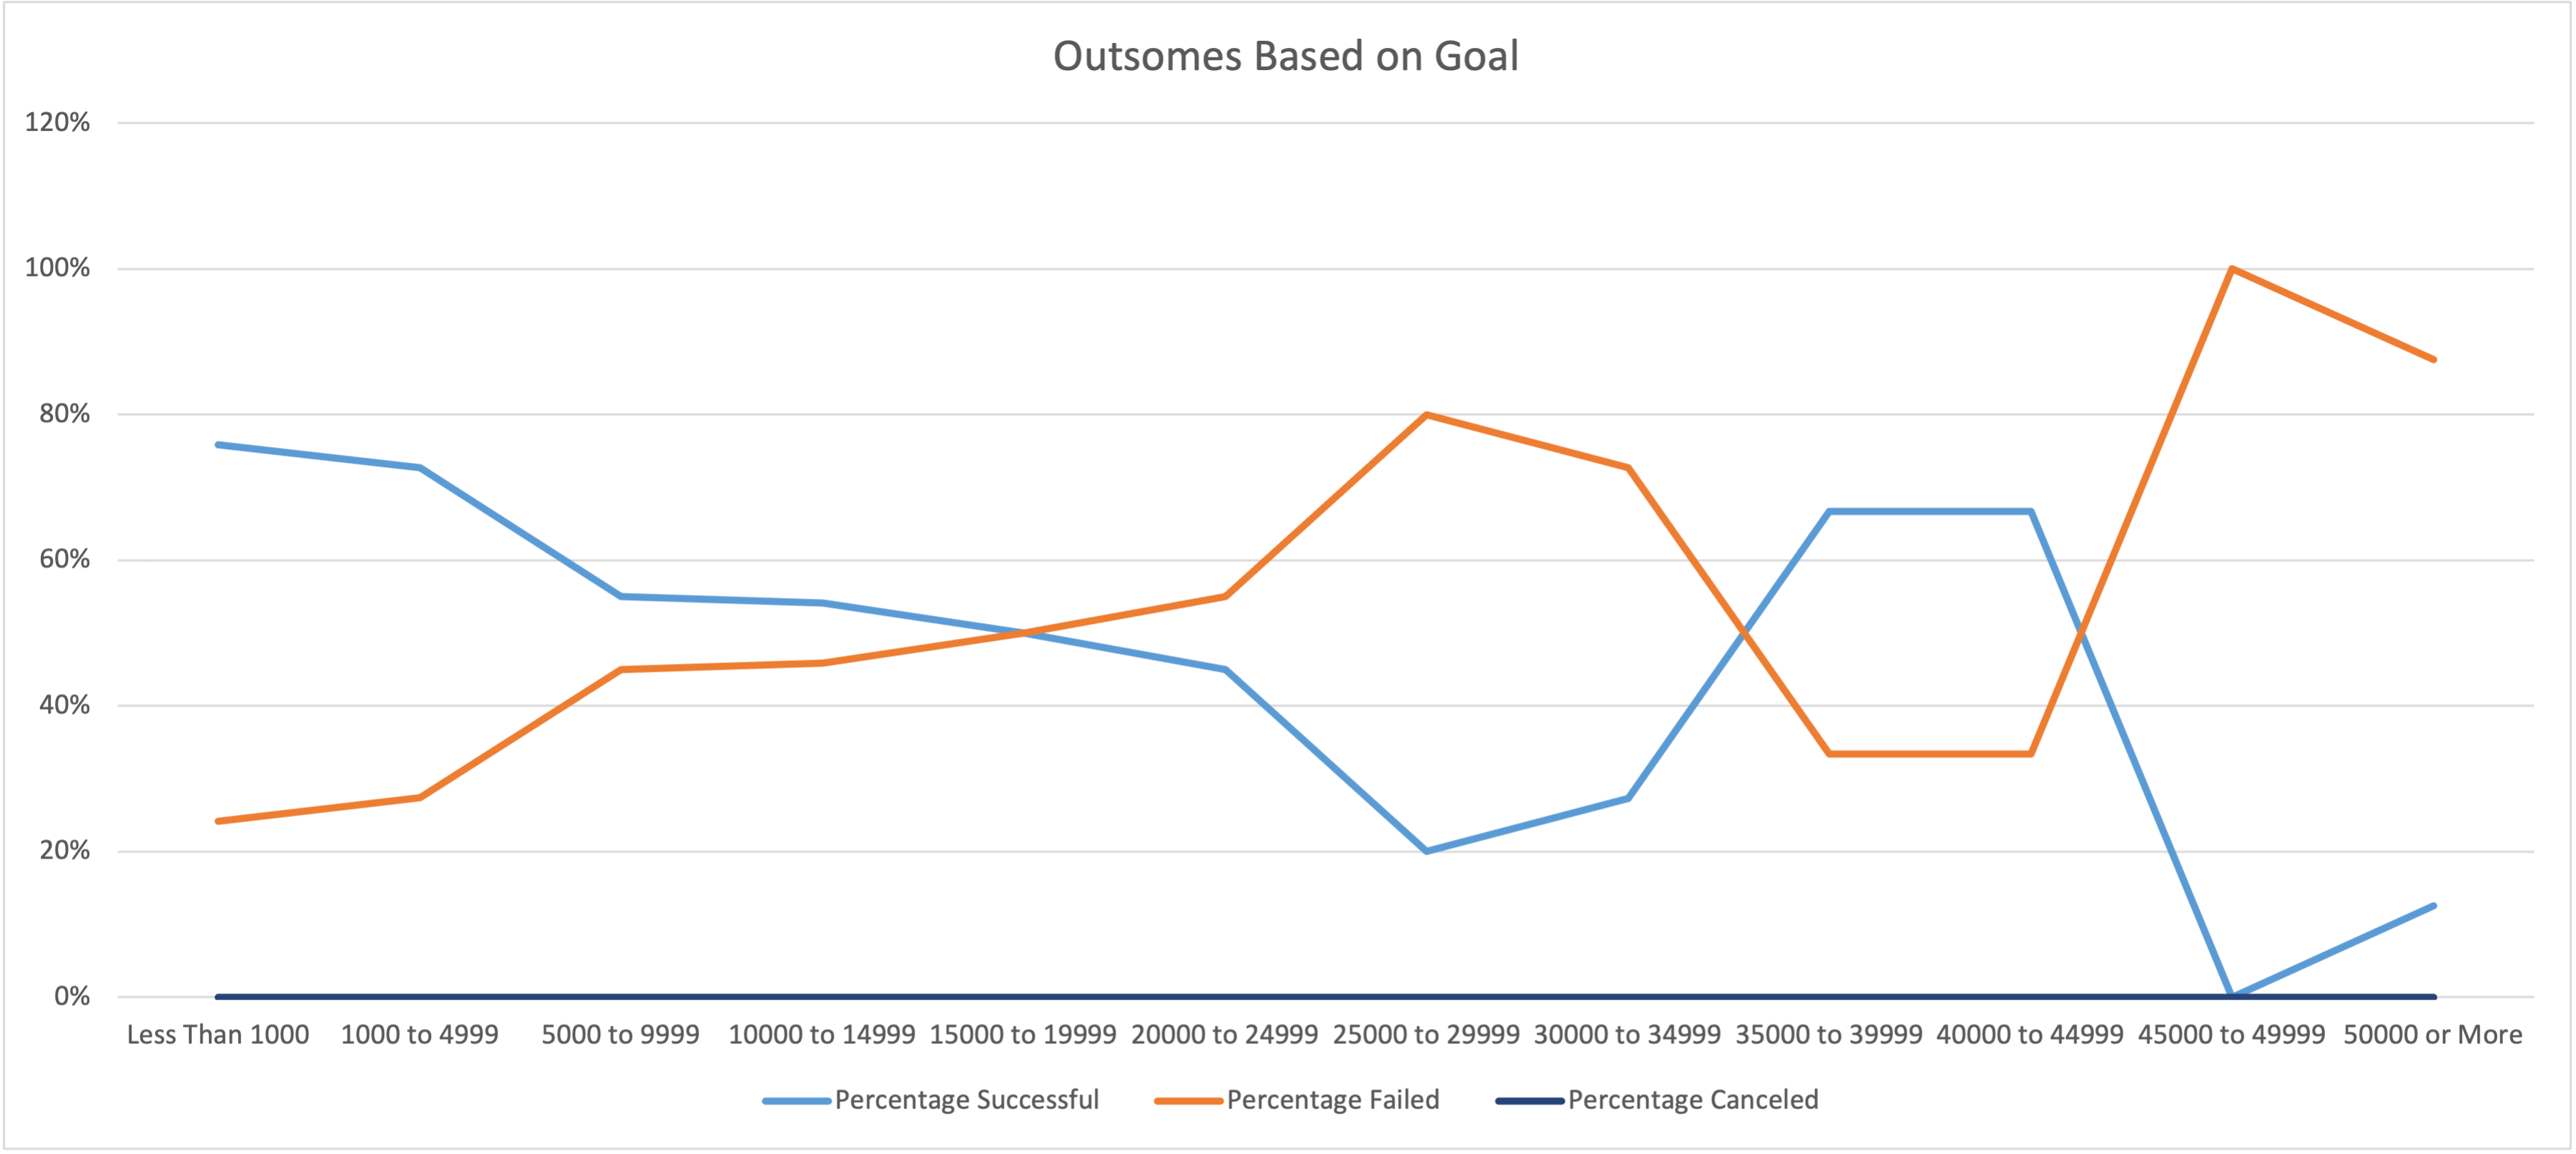 Outsomes Based on Goal
120%
100%
80%
60%
40%
20%
0%
Less Than 1000 1000 to 4999 5000 to 9999 10000 to 14999 15000 to 19999 20000 to 24999 25000 to 29999 30000 to 34999 35000 to 39999 40000 to 44999 45000 to 49999 50000 or More
Percentage Successful Percentage Failed Percentage Canceled